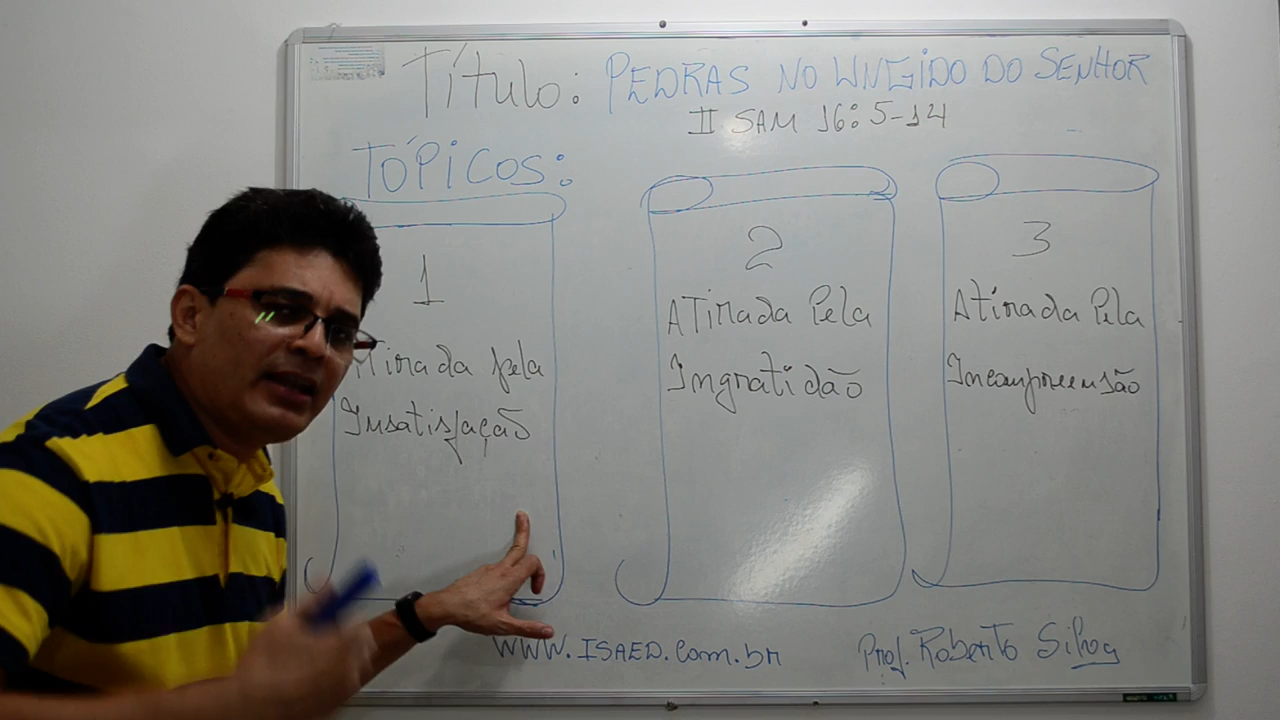 Título: PEDRAS NO UNGIDO DO SENHOR
II SAM 16:5-14
TÓPICOS:
1
Atirada pela
Insatisfação
2
ATirada Pela
Ingratidão
3
Atirada Pela
Incompreensão
WWW.ISAED.com.br
Prof. Roberto Silva